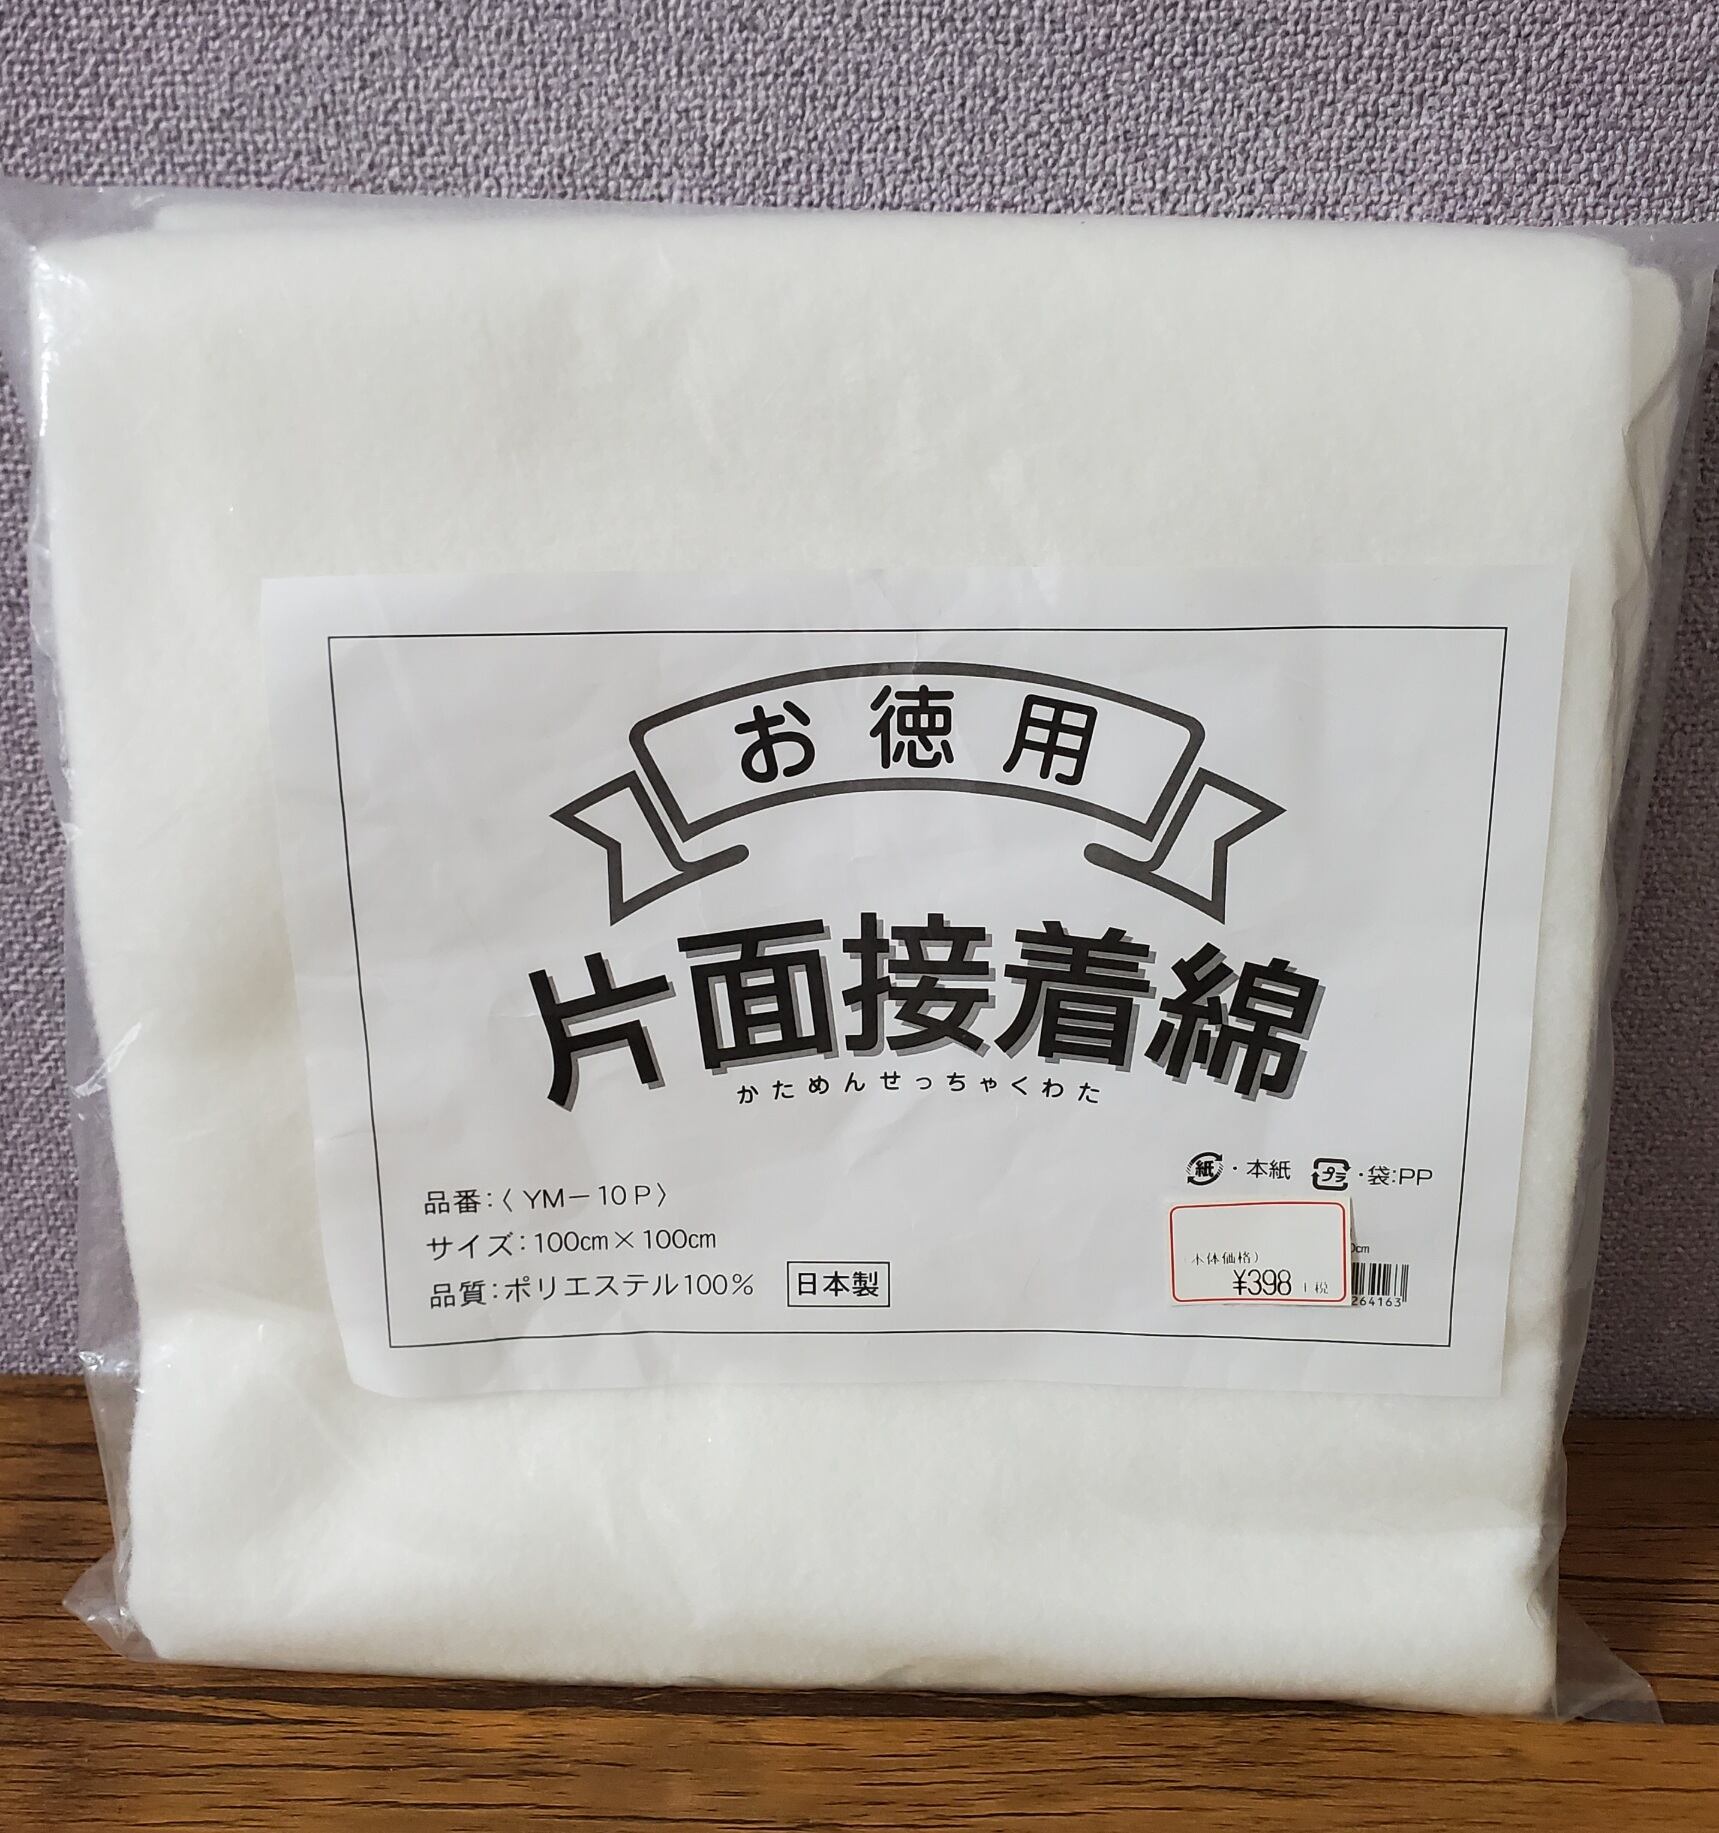 お徳用
片面接着綿
かためんせっちゃくわた
紙・本紙 プラ・袋:PP
品番:〈 YM-10P〉
サイズ:100cm×100cm
品質:ポリエステル100% 日本製
本体価格)
¥398 +税
0cm
264163